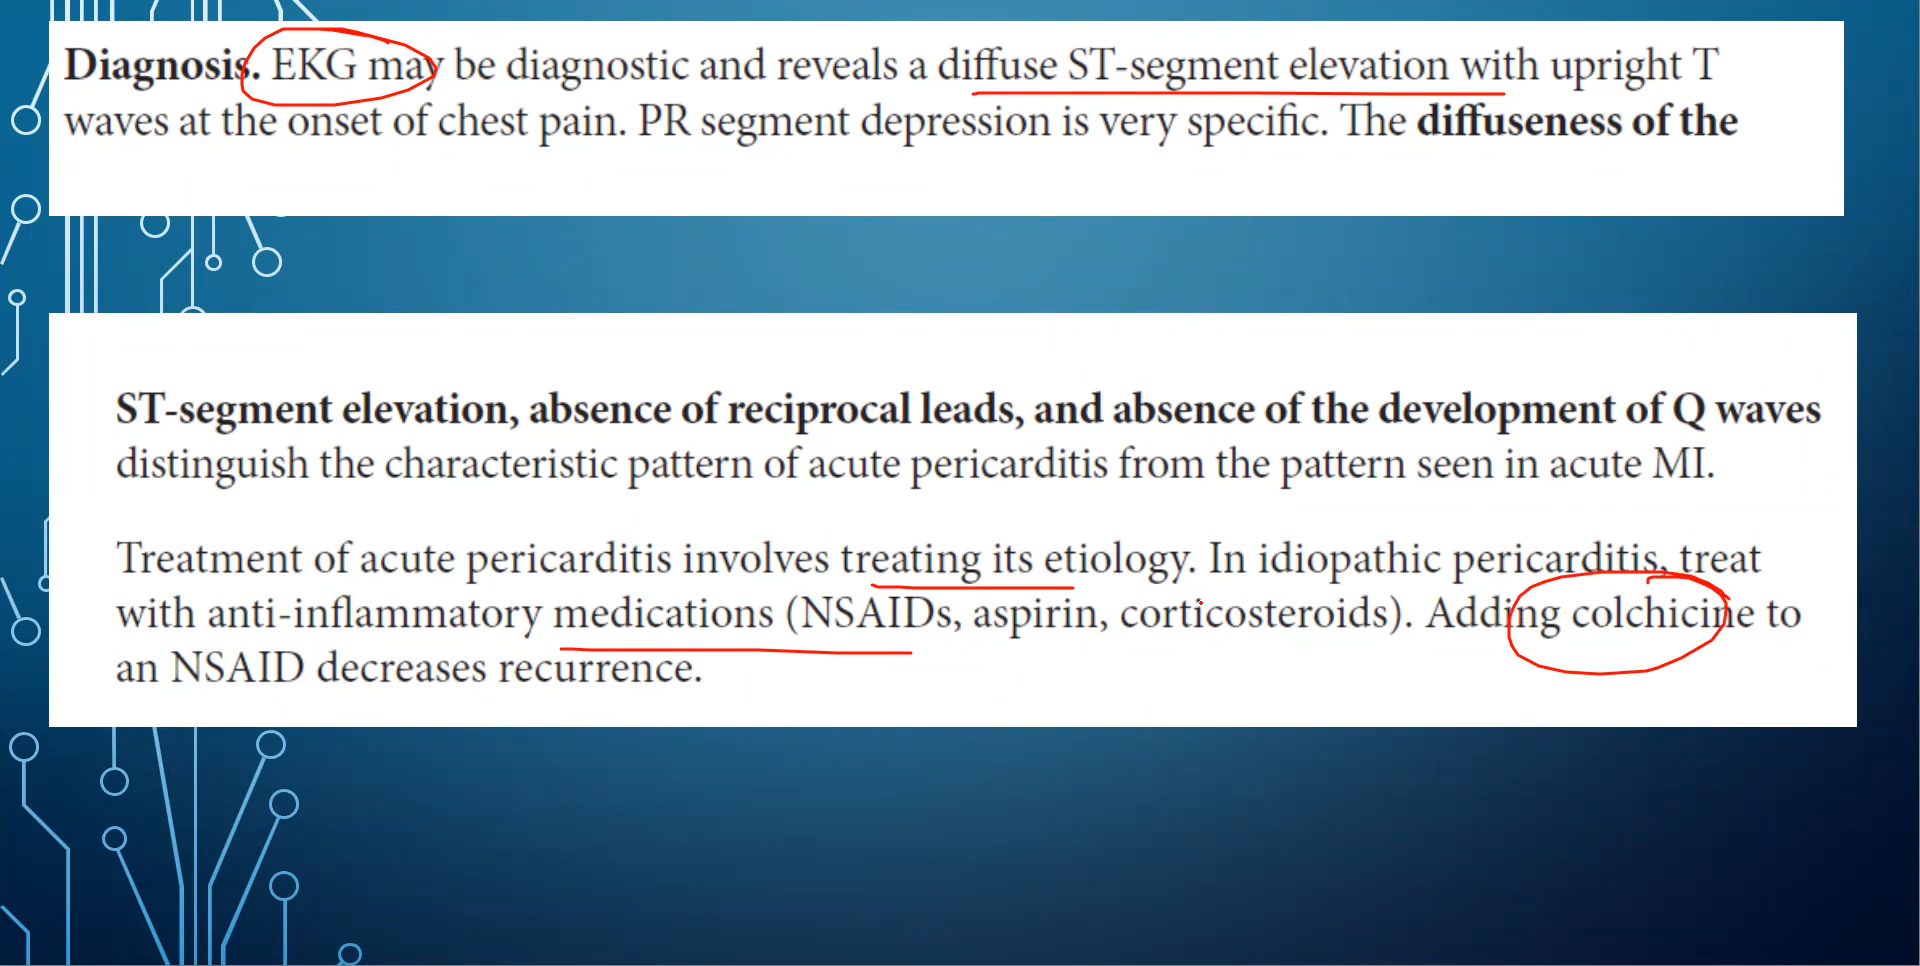 Diagnosis. EKG may be diagnostic and reveals a diffuse ST-segment elevation with upright T
waves at the onset of chest pain. PR segment depression is very specific. The diffuseness of the
ST-segment elevation, absence of reciprocal leads, and absence of the development of Q waves
distinguish the characteristic pattern of acute pericarditis from the pattern seen in acute MI.
Treatment of acute pericarditis involves treating its etiology. In idiopathic pericarditis, treat
with anti-inflammatory medications (NSAIDs, aspirin, corticosteroids). Adding colchicine to
an NSAID decreases recurrence.